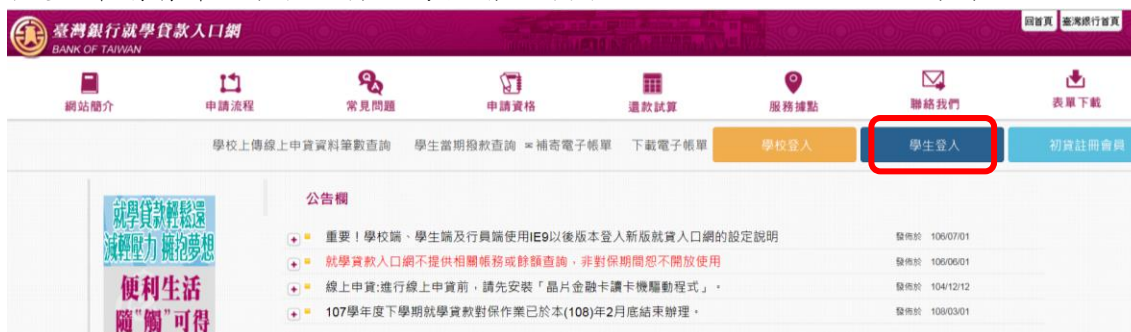 臺灣銀行就學貸款入口網
BANK OF TAIWAN
回首頁 臺灣銀行首頁
網站簡介 申請流程 常見問題 申請資格 還款試算 服務據點 聯絡我們 表單下載
學校上傳線上申貸資料筆數查詢 學生當期撥款查詢 補寄電子帳單 下載電子帳單 學校登入 學生登入 初貸註冊會員
公告欄
重要！學校端、學生端及行員端使用IE9以後版本登入新版就貸入口網的設定說明 發佈於 106/07/01
就學貸款入口網不提供相關帳務或餘額查詢，非對保期間恕不開放使用 發佈於 106/06/01
線上申貸:進行線上申貸前，請先安裝「晶片金融卡讀卡機驅動程式」。 發佈於 104/12/12
107學年度下學期就學貸款對保作業已於本(108)年2月底結束辦理。 發佈於 108/03/01
就學貸款輕鬆還
減輕壓力 擁抱夢想
便利生活
隨"觸"可得